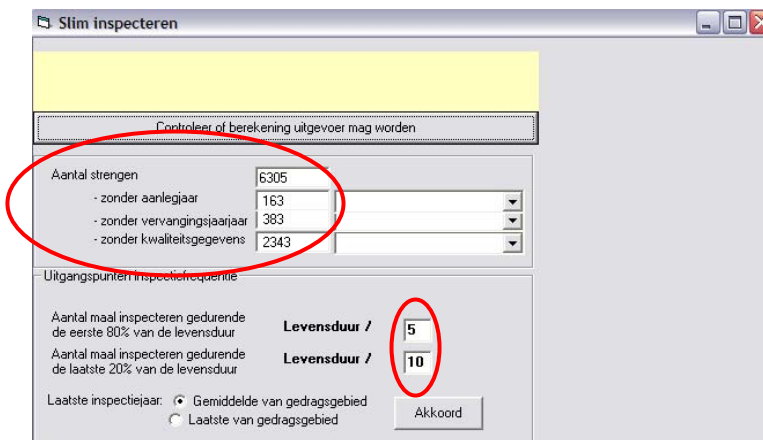 Slim inspecteren
Controleer of berekening uitgevoer mag worden
Aantal strengen 6305
- zonder aanlegjaar 163
- zonder vervangingsjaarjaar 383
- zonder kwaliteitsgegevens 2343
Uitgangspunten inspectiefrequentie
Aantal maal inspecteren gedurende
de eerste 80% van de levensduur Levensduur / 5
Aantal maal inspecteren gedurende
de laatste 20% van de levensduur Levensduur / 10
Laatste inspectiejaar: Gemiddelde van gedragsgebied
Laatste van gedragsgebied
Akkoord